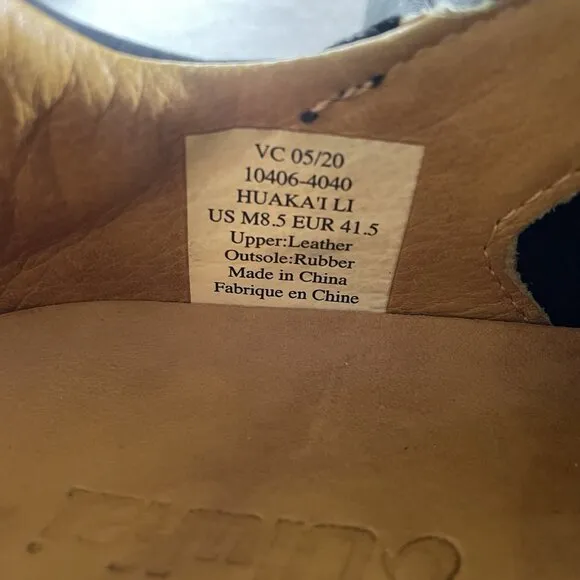 VC 05/20
10406-4040
HUAKA'I LI
US M8.5 EUR 41.5
Upper:Leather
Outsole:Rubber
Made in China
Fabrique en Chine